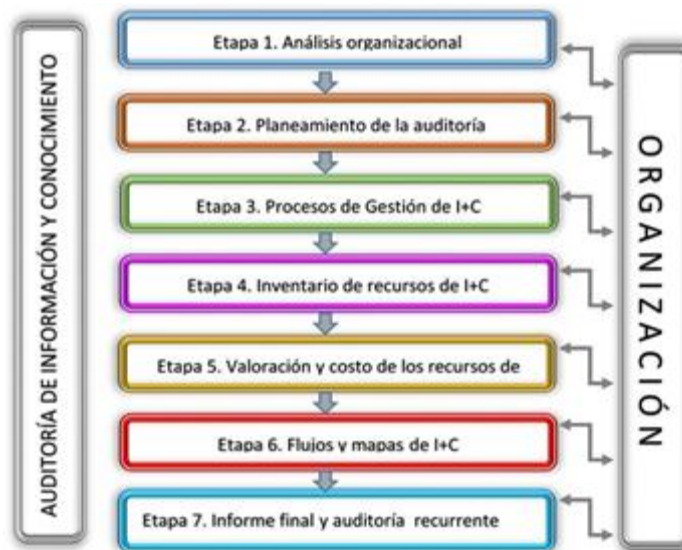 AUDITORÍA DE INFORMACIÓN Y CONOCIMIENTO
Etapa 1. Análisis organizacional
Etapa 2. Planeamiento de la auditoría
Etapa 3. Procesos de Gestión de I+C
Etapa 4. Inventario de recursos de I+C
Etapa 5. Valoración y costo de los recursos de
Etapa 6. Flujos y mapas de I+C
Etapa 7. Informe final y auditoría recurrente
ORGANIZACIÓN